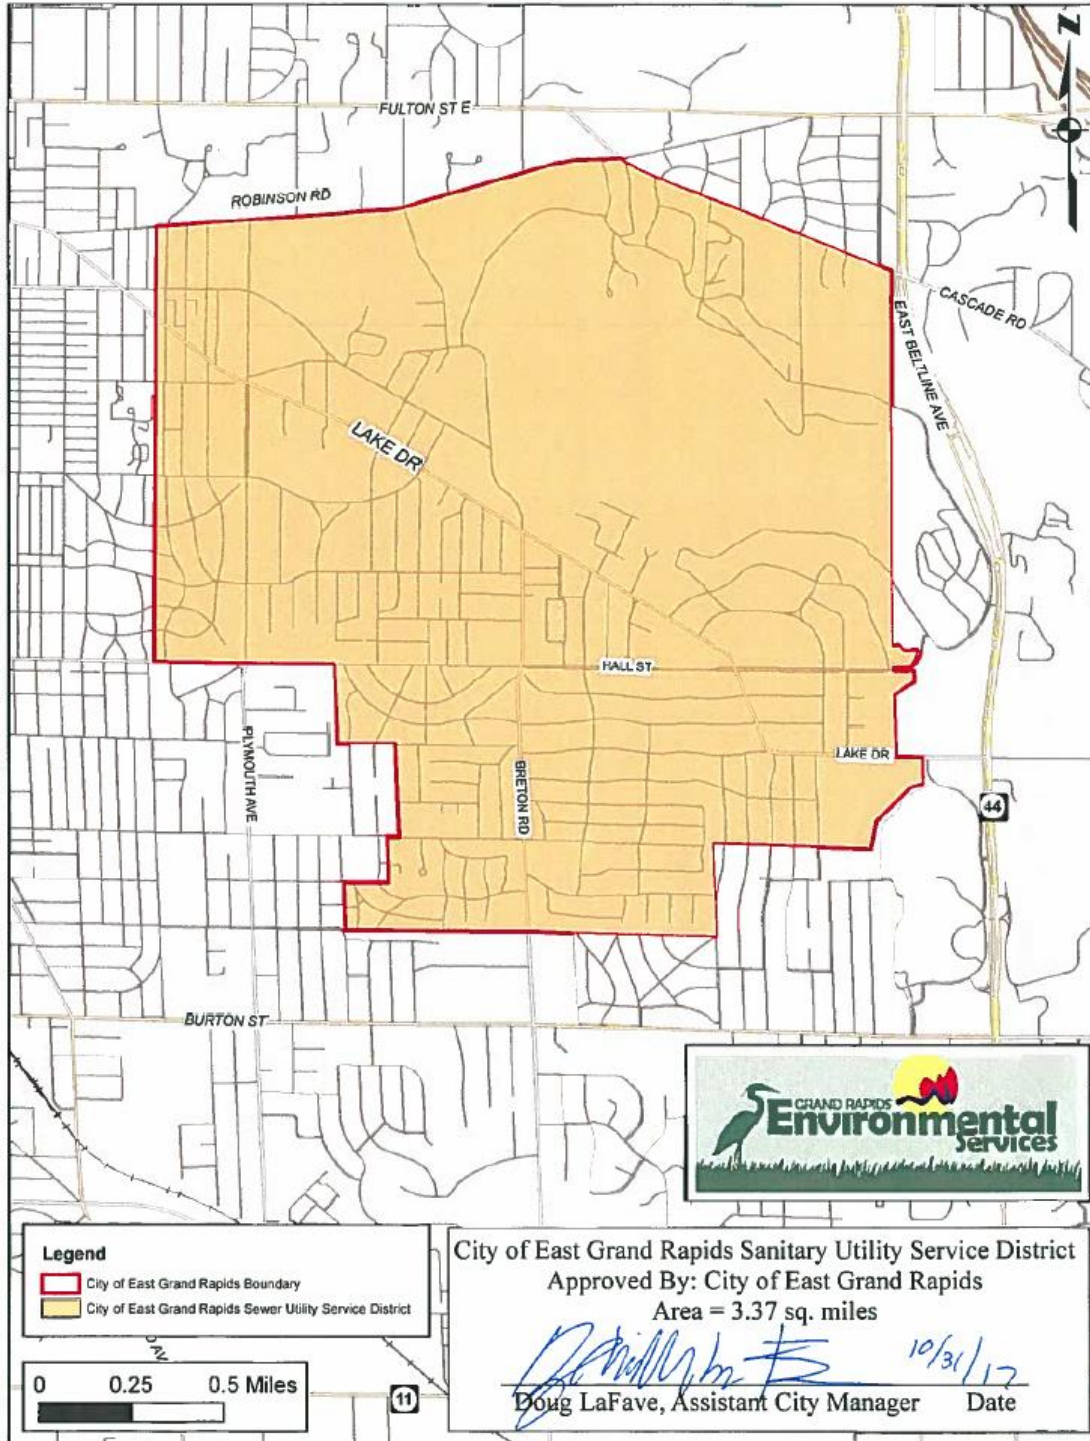 Z
FULTON ST E
ROBINSON RD
CASCADE RD
EAST BELTLINE AVE
LAKE DR
HALL ST
PLYMOUTH AVE
BRETON RD
LAKE DR
44
BURTON ST
GRAND RAPIDS
Environmental
Services
Legend
City of East Grand Rapids Boundary
City of East Grand Rapids Sewer Utility Service District
City of East Grand Rapids Sanitary Utility Service District
Approved By: City of East Grand Rapids
Area = 3.37 sq. miles
10/31/17
Doug LaFave, Assistant City Manager Date
AV
0 0.25 0.5 Miles
11